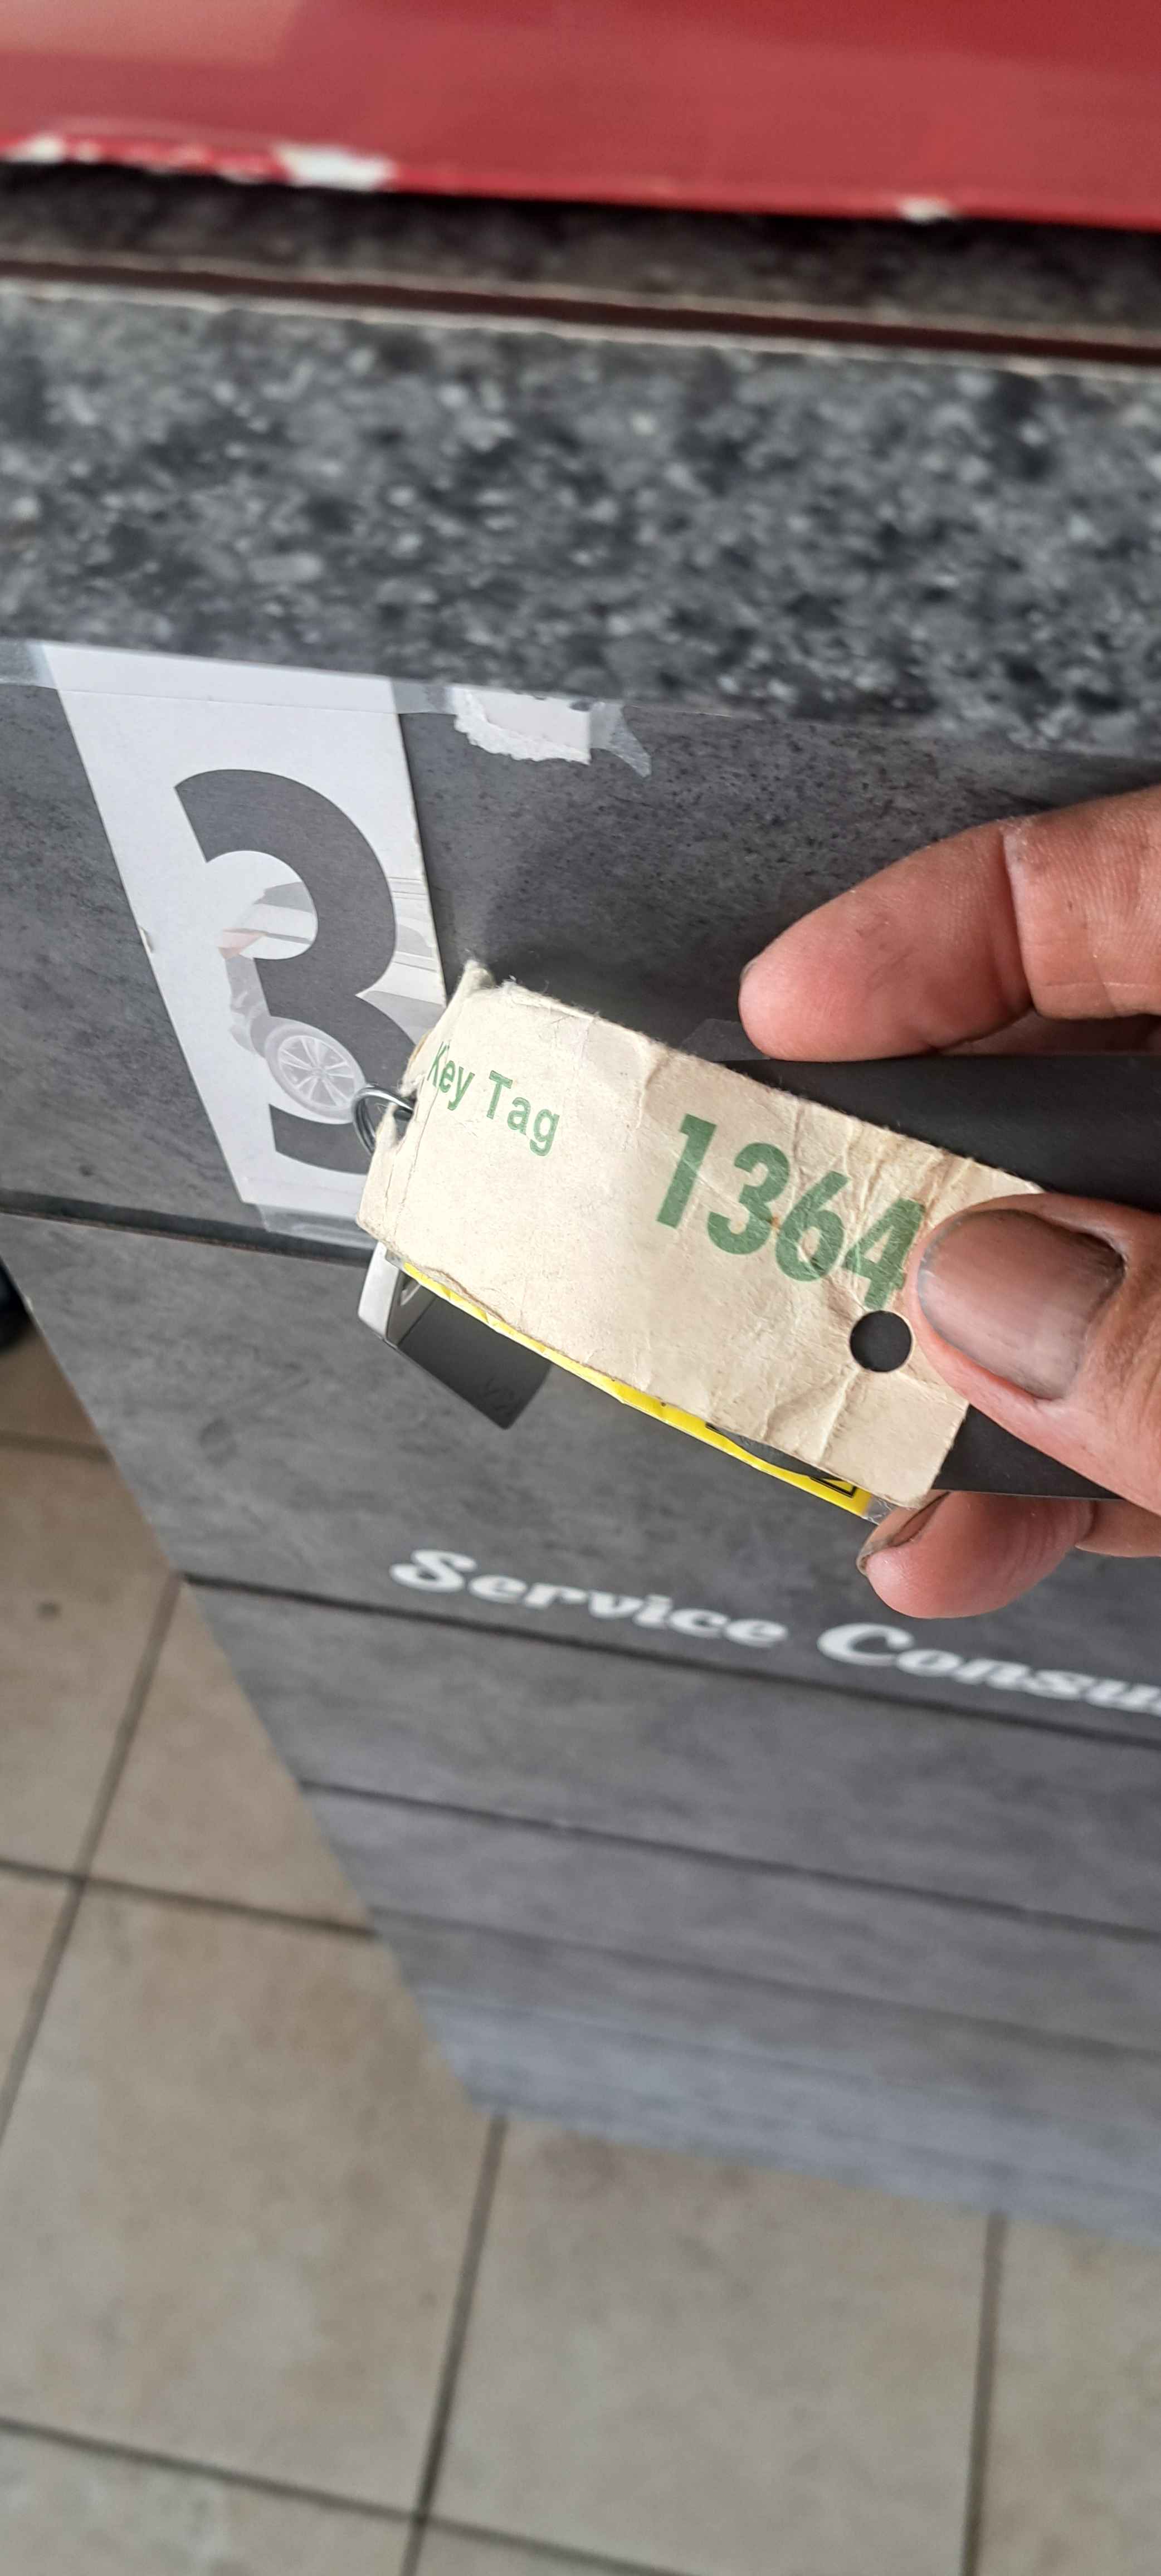 3
Key Tag
1364
Service Consu